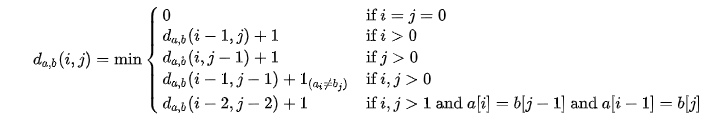 0 if i = j = 0
d_{a,b}(i − 1, j) + 1 if i > 0
d_{a,b}(i, j) = min { d_{a,b}(i, j − 1) + 1 if j > 0
d_{a,b}(i − 1, j − 1) + 1_{(a_i≠b_j)} if i, j > 0
d_{a,b}(i − 2, j − 2) + 1 if i, j > 1 and a[i] = b[j − 1] and a[i − 1] = b[j]